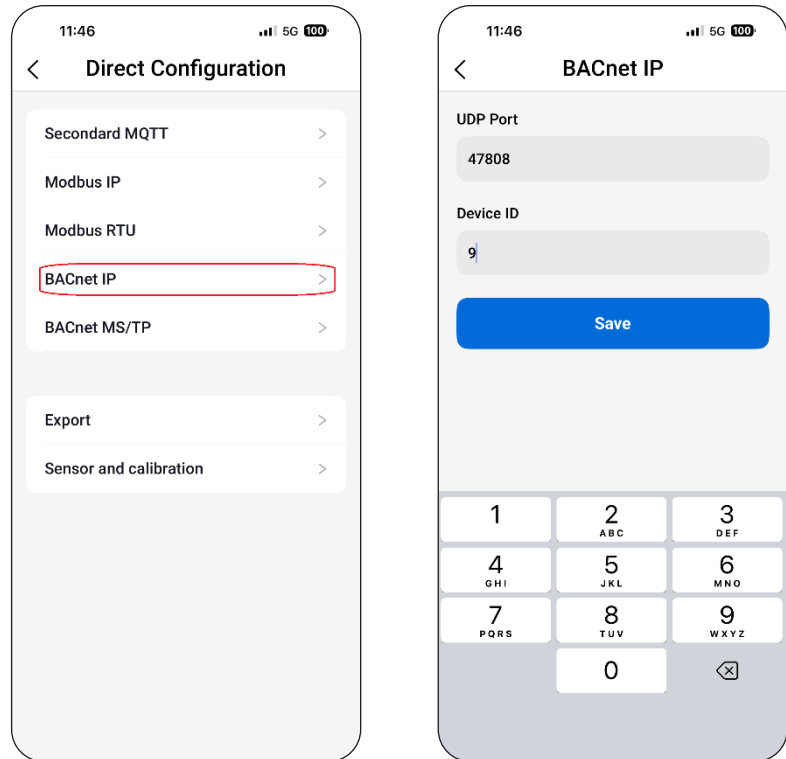 11:46
5G 100
Direct Configuration
Secondard MQTT
Modbus IP
Modbus RTU
BACnet IP
BACnet MS/TP
Export
Sensor and calibration
11:46
5G 100
BACnet IP
UDP Port
47808
Device ID
9
Save
1 2 3
ABC DEF
4 5 6
GHI JKL MNO
7 8 9
PQRS TUV WXYZ
0